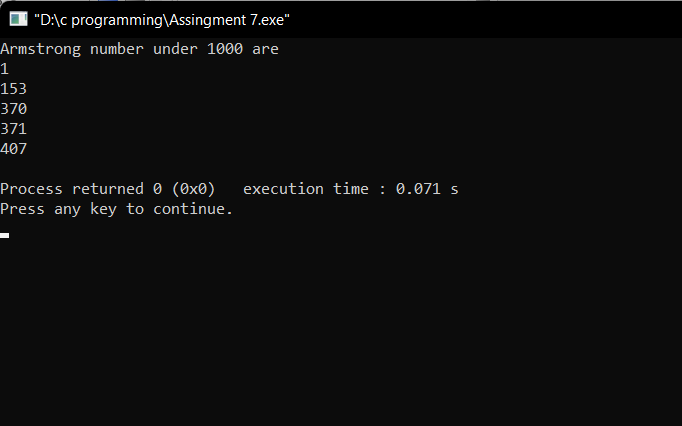 "D:\c programming\Assingment 7.exe"
Armstrong number under 1000 are
1
153
370
371
407
Process returned 0 (0x0)   execution time : 0.071 s
Press any key to continue.